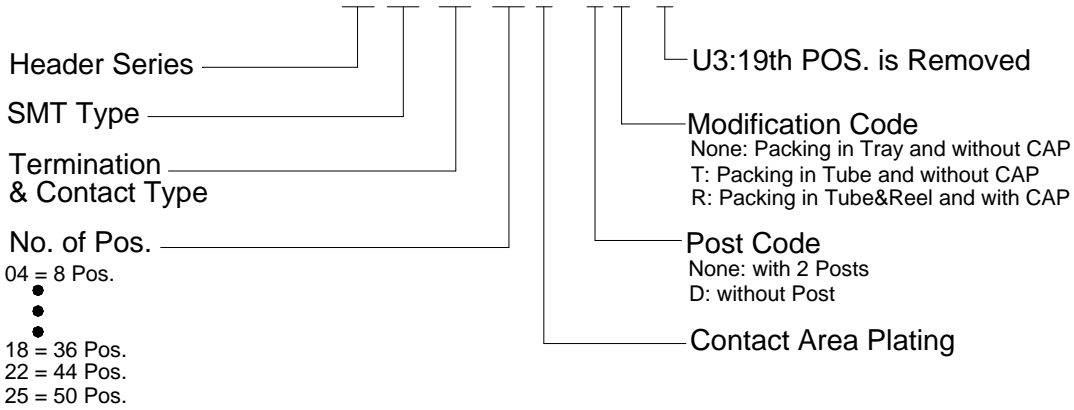 Header Series
SMT Type
Termination
& Contact Type
No. of Pos.
04 = 8 Pos.
18 = 36 Pos.
22 = 44 Pos.
25 = 50 Pos.
U3:19th POS. is Removed
Modification Code
None: Packing in Tray and without CAP
T: Packing in Tube and without CAP
R: Packing in Tube&Reel and with CAP
Post Code
None: with 2 Posts
D: without Post
Contact Area Plating